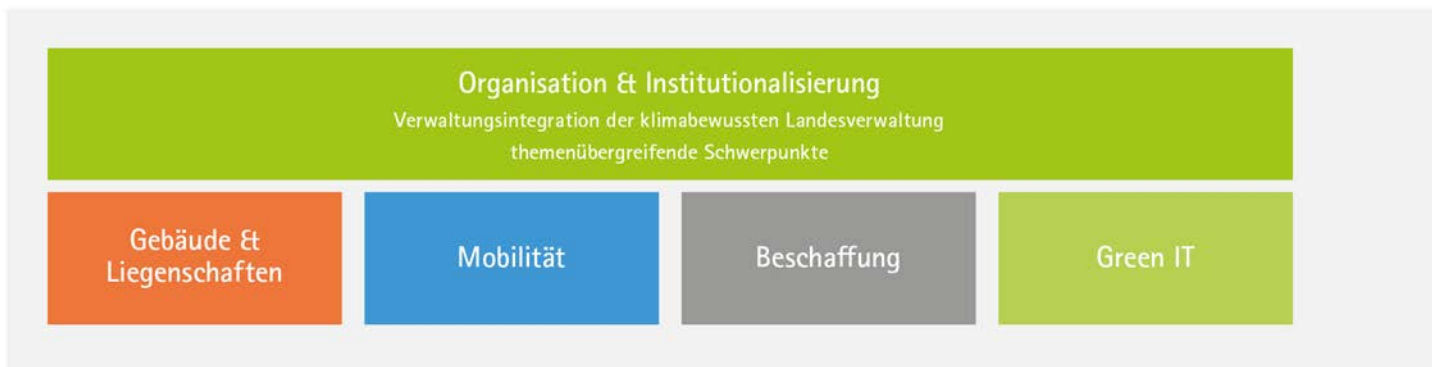 Organisation & Institutionalisierung
Verwaltungsintegration der klimabewussten Landesverwaltung
themenübergreifende Schwerpunkte
Gebäude &
Liegenschaften
Mobilität
Beschaffung
Green IT